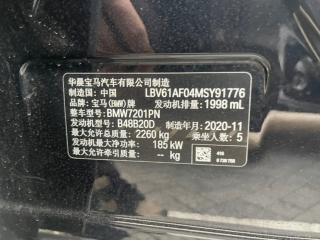 华晨宝马汽车有限公司制造
制造国：中国 LBV61AF04MSY91776
品牌：宝马(BMW)牌 发动机排量：1998 mL
整车型号：BMW7201PN
发动机型号：B48B20D 制造年月：2020-11
最大允许总质量：2260 kg 乘坐人数：5
发动机最大净功率：185 kW
最大允许牵引质量：-- kg